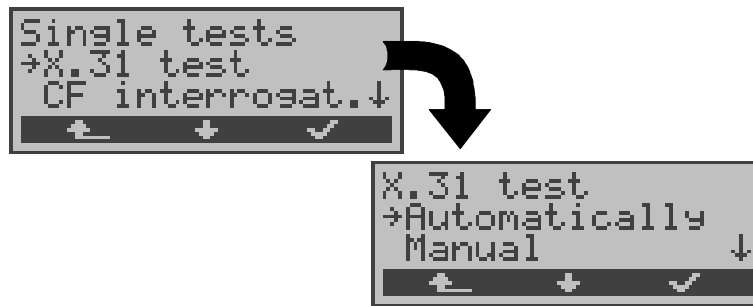 Single tests
→X.31 test
CF interrogat.↓
X.31 test
→Automatically
Manual ↓